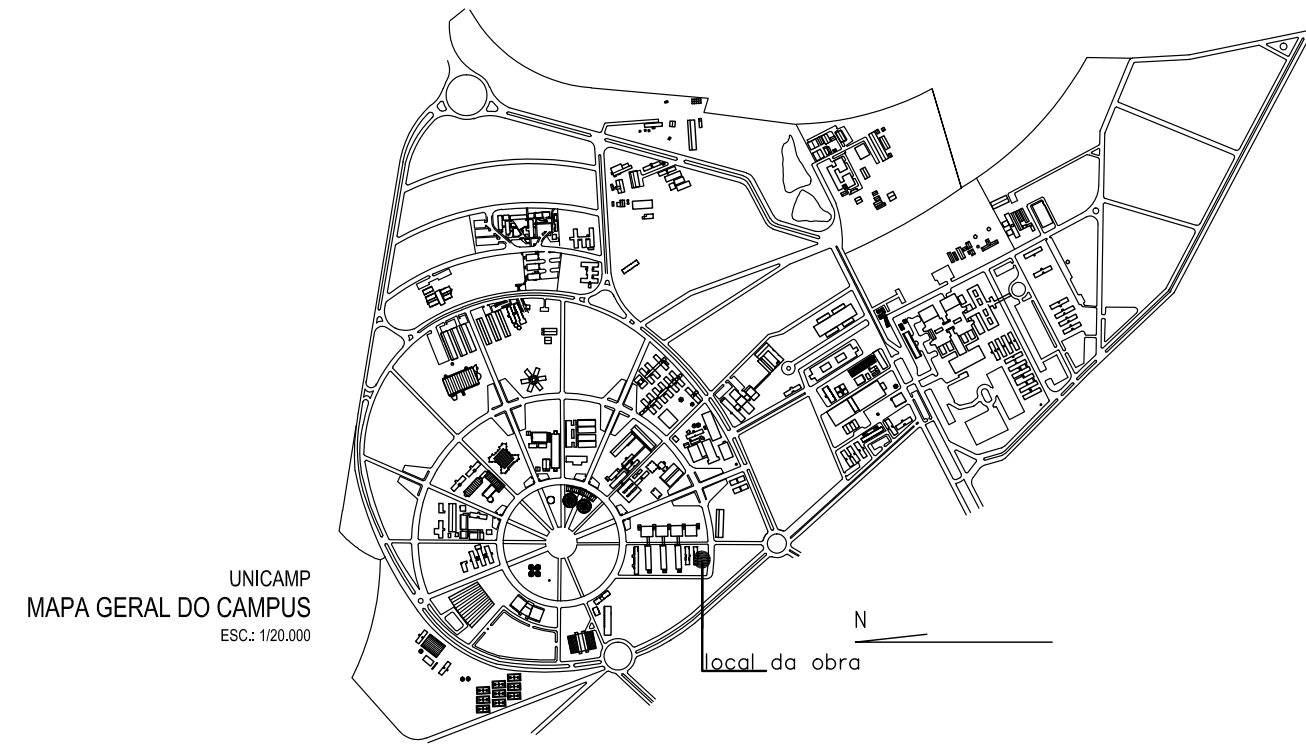 UNICAMP
MAPA GERAL DO CAMPUS
ESC.: 1/20.000
N
local da obra